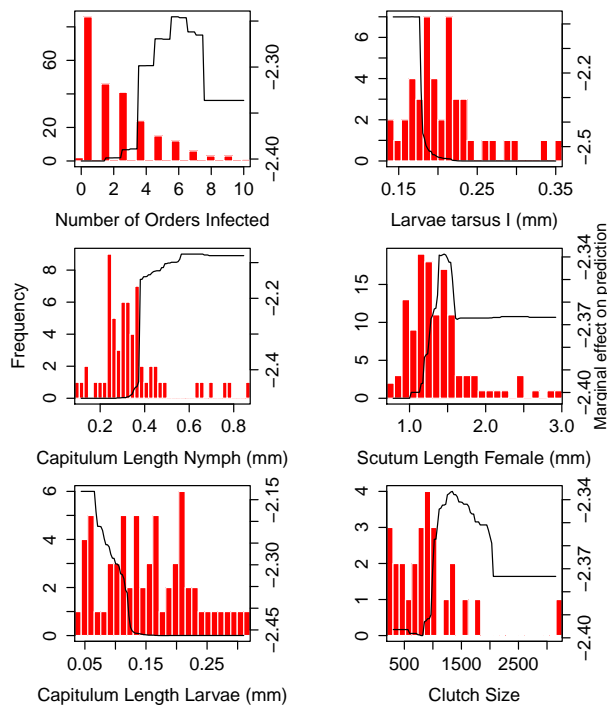 0 20 60
0 2 4 6 8 10
−2.40 −2.30
Number of Orders Infected
0 1 2 3 4 5 6 7
0.15 0.25 0.35
−2.5 −2.2
Larvae tarsus I (mm)
Frequency
0 2 4 6 8
0.2 0.4 0.6 0.8
−2.4 −2.2
Capitulum Length Nymph (mm)
0 5 10 15
1.0 2.0 3.0
−2.40 −2.37 −2.34
Marginal effect on prediction
Scutum Length Female (mm)
0 2 4 6
0.05 0.15 0.25
−2.45 −2.30 −2.15
Capitulum Length Larvae (mm)
0 1 2 3 4
500 1500 2500
−2.40 −2.37 −2.34
Clutch Size